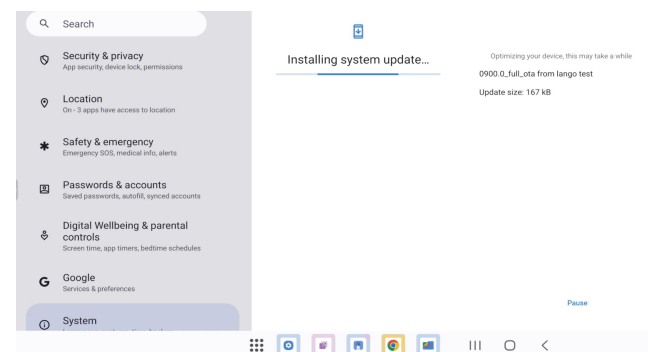 Search
Security & privacy
App security, device lock, permissions
Location
On - 3 apps have access to location
Safety & emergency
Emergency SOS, medical info, alerts
Passwords & accounts
Saved passwords, autofill, synced accounts
Digital Wellbeing & parental
controls
Screen time, app timers, bedtime schedules
Google
Services & preferences
System
Installing system update...
Optimizing your device, this may take a while
0900.0_full_ota from lango test
Update size: 167 kB
Pause